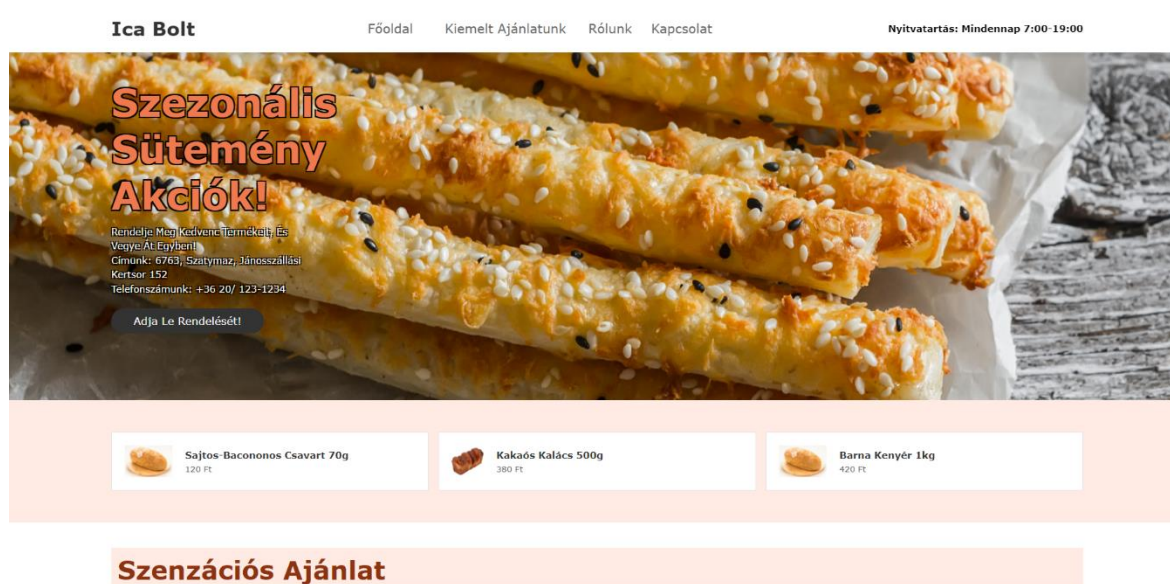 Ica Bolt
Főoldal Kiemelt Ajánlatunk Rólunk Kapcsolat
Nyitvatartás: Mindennap 7:00-19:00
Szezonális
Sütemény
Akciók!
Rendelje Meg Kedvenc Termékeit, És
Vegye Át Egyben!
Címünk: 6763, Szatymaz, Jánosszállási
Kertsor 152
Telefonszámunk: +36 20/ 123-1234
Adja Le Rendelését!
Sajtos-Bacononos Csavart 70g
120 Ft
Kakaós Kalács 500g
380 Ft
Barna Kenyér 1kg
420 Ft
Szenzációs Ajánlat